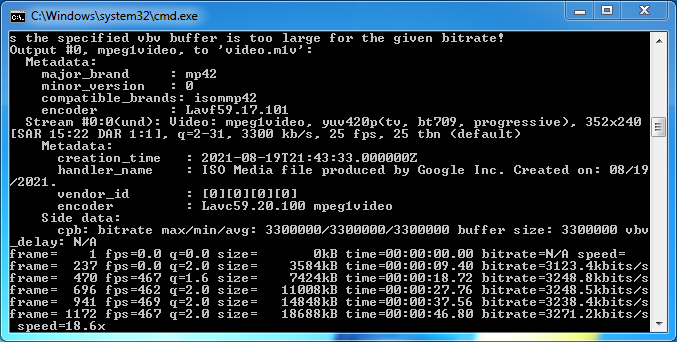 C:\Windows\system32\cmd.exe
s the specified vbv buffer is too large for the given bitrate!
Output #0, mpeg1video, to 'video.m1v':
  Metadata:
    major_brand     : mp42
    minor_version   : 0
    compatible_brands: isommp42
    encoder         : Lavf59.17.101
  Stream #0:0(und): Video: mpeg1video, yuv420p(tv, bt709, progressive), 352x240
[SAR 15:22 DAR 1:1], q=2-31, 3300 kb/s, 25 fps, 25 tbn (default)
    Metadata:
      creation_time   : 2021-08-19T21:43:33.000000Z
      handler_name    : ISO Media file produced by Google Inc. Created on: 08/19
/2021.
      vendor_id       : [0][0][0][0]
      encoder         : Lavc59.20.100 mpeg1video
    Side data:
      cpb: bitrate max/min/avg: 3300000/3300000/3300000 buffer size: 3300000 vbv
_delay: N/A
frame=    1 fps=0.0 q=0.0 size=       0kB time=00:00:00.00 bitrate=N/A speed=
frame=  237 fps=0.0 q=2.0 size=    3584kB time=00:00:09.40 bitrate=3123.4kbits/s
frame=  470 fps=467 q=1.6 size=    7424kB time=00:00:18.72 bitrate=3248.8kbits/s
frame=  696 fps=462 q=2.0 size=   11008kB time=00:00:27.76 bitrate=3248.5kbits/s
frame=  941 fps=469 q=2.0 size=   14848kB time=00:00:37.56 bitrate=3238.4kbits/s
frame= 1172 fps=467 q=2.0 size=   18688kB time=00:00:46.80 bitrate=3271.2kbits/s
 speed=18.6x